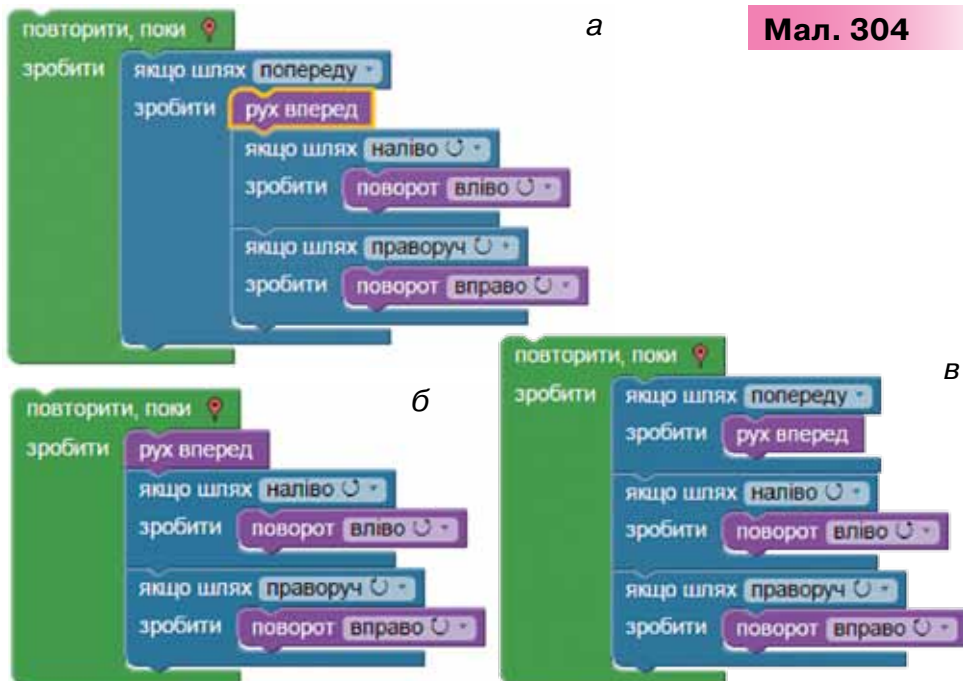 Мал. 304
а
повторити, поки
зробити
якщо шлях попереду
зробити
рух вперед
якщо шлях наліво
зробити
поворот вліво
якщо шлях праворуч
зробити
поворот вправо
б
повторити, поки
зробити
рух вперед
якщо шлях наліво
зробити
поворот вліво
якщо шлях праворуч
зробити
поворот вправо
в
повторити, поки
зробити
якщо шлях попереду
зробити
рух вперед
якщо шлях наліво
зробити
поворот вліво
якщо шлях праворуч
зробити
поворот вправо